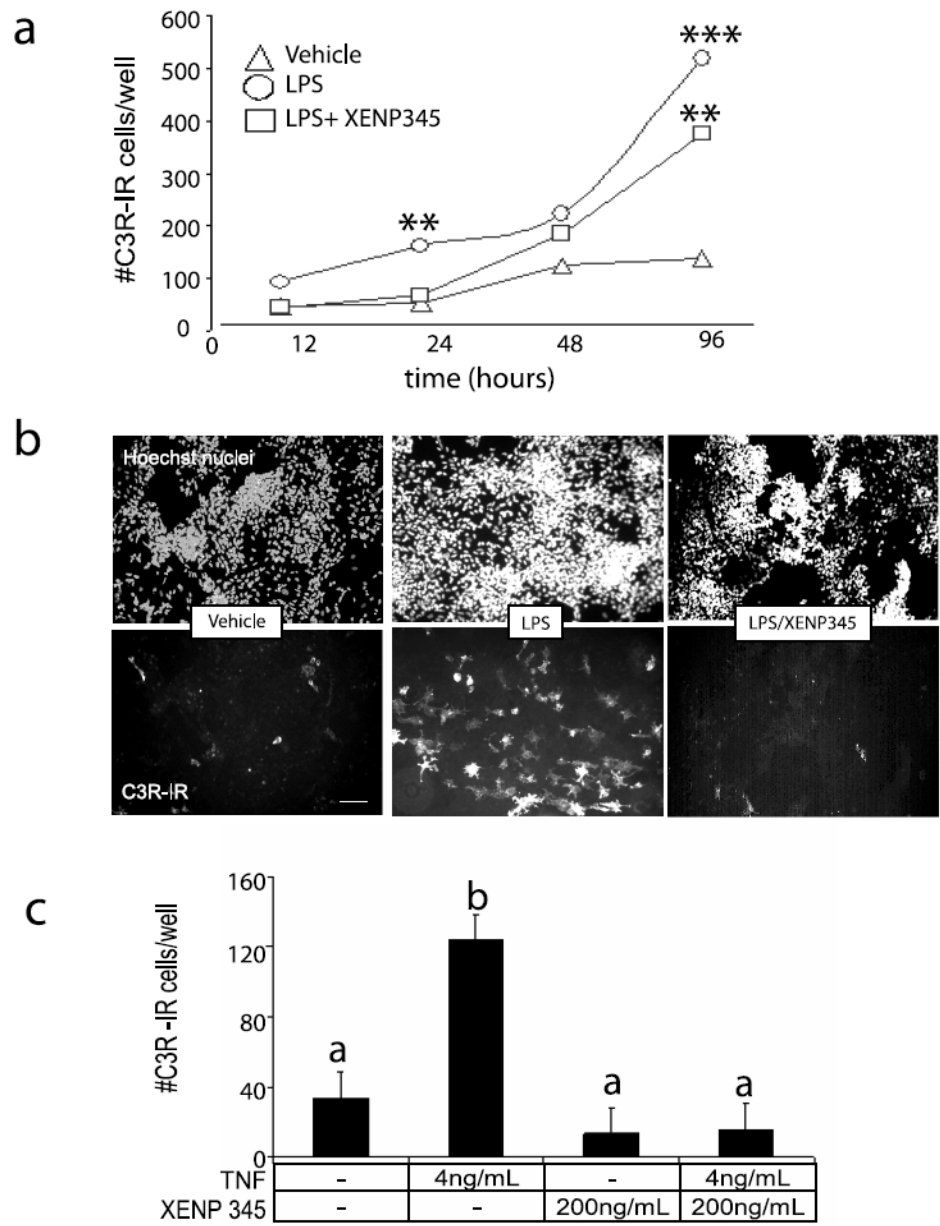 a
600
500
400
300
200
100
0
#C3R-IR cells/well
Vehicle
LPS
LPS+ XENP345
**
***
**
0 12 24 48 96
time (hours)
b
Hoechst nuclei
Vehicle LPS LPS/XENP345
C3R-IR
c
160
120
80
40
0
#C3R -IR cells/well
a b a a
TNF - 4ng/mL - 4ng/mL
XENP 345 - - 200ng/mL 200ng/mL